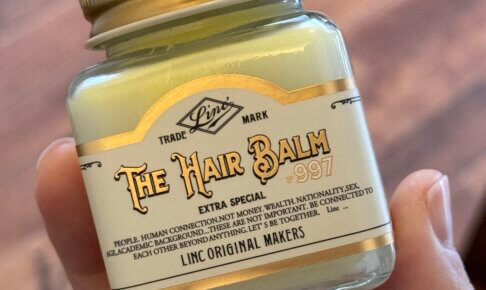 TRADE Linc MARK
THE HAIR BALM
№997
EXTRA SPECIAL
PEOPLE. HUMAN CONNECTION.NOT MONEY. WEALTH. NATIONALITY,SEX,
AGE,ACADEMIC BACKGROUND...THESE ARE NOT IMPORTANT. BE CONNECTED TO
EACH OTHER BEYOND ANYTHING. LET'S BE TOGETHER. Linc ...
LINC ORIGINAL MAKERS